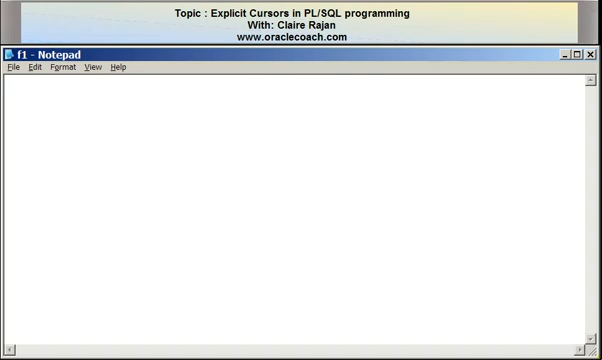 Topic : Explicit Cursors in PL/SQL programming
With: Claire Rajan
www.oraclecoach.com
f1 - Notepad
File Edit Format View Help